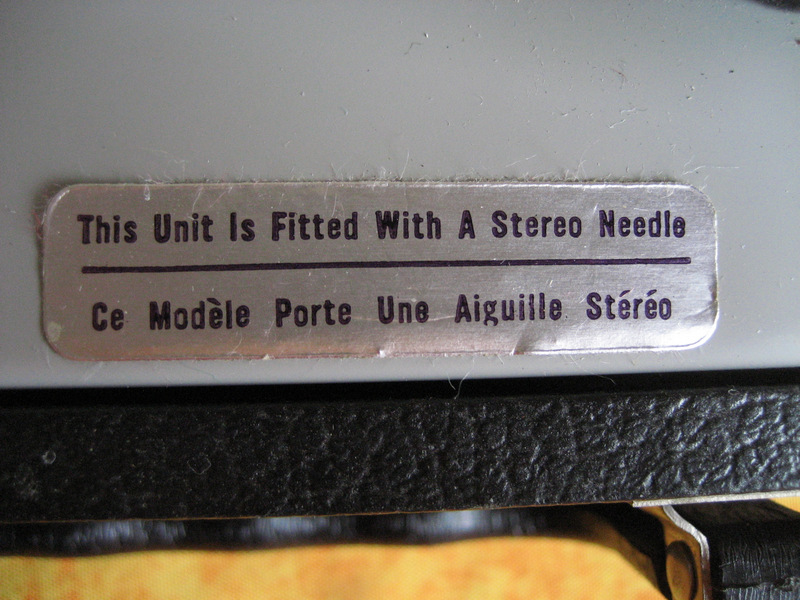 This Unit Is Fitted With A Stereo Needle
Ce Modèle Porte Une Aiguille Stéréo